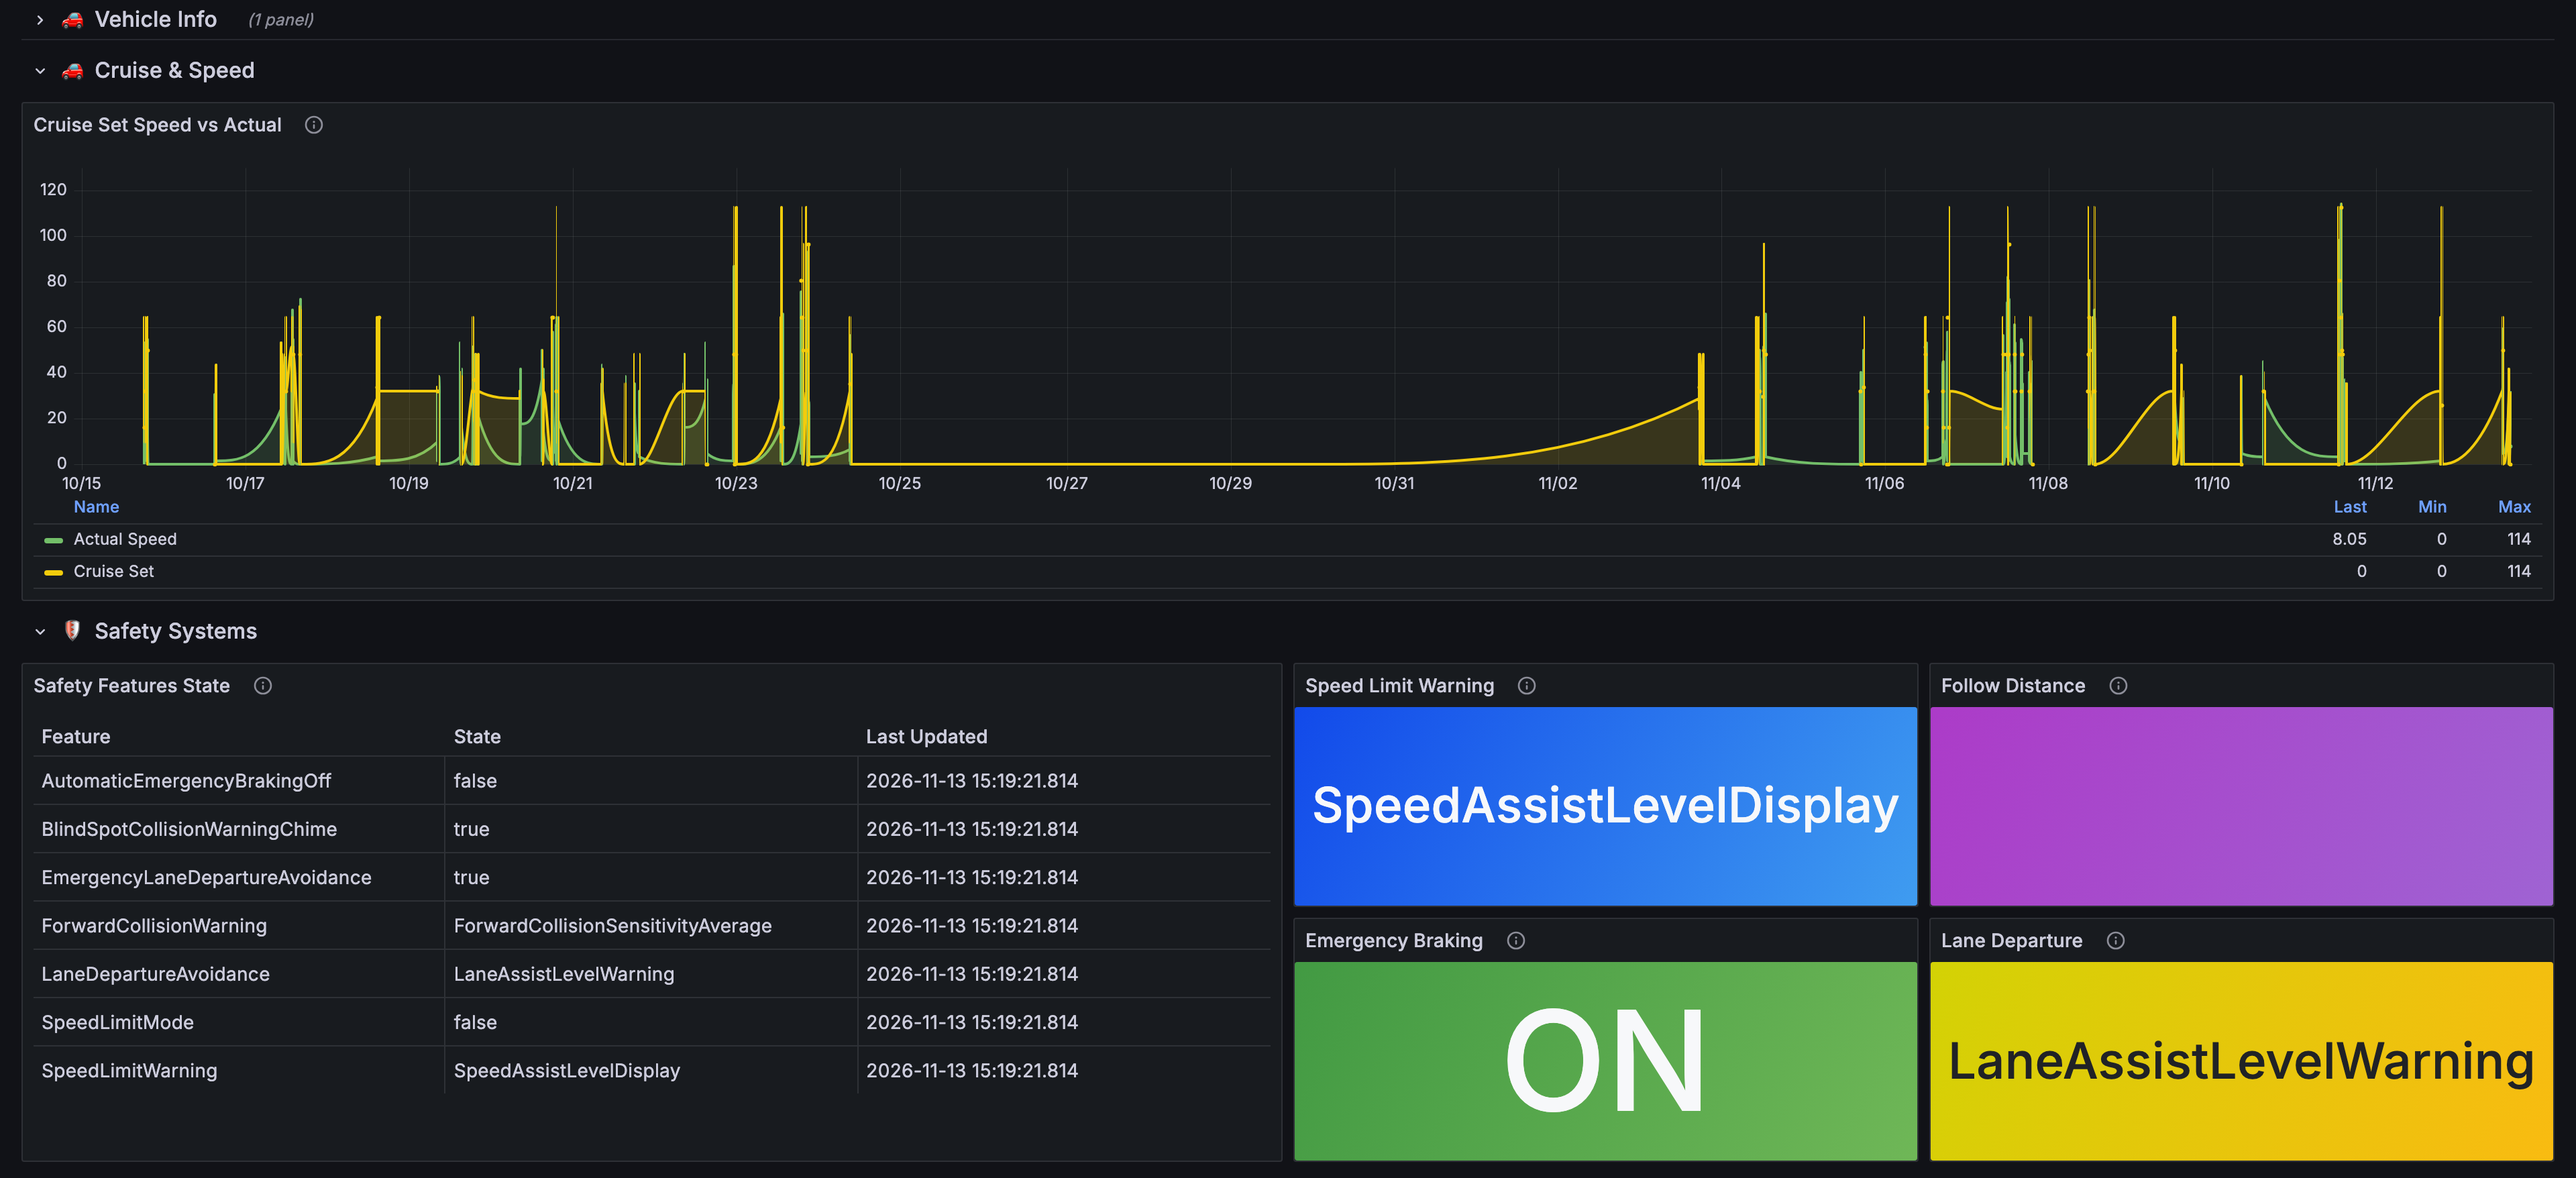 Vehicle Info (1 panel)
Cruise & Speed
Cruise Set Speed vs Actual
120
100
80
60
40
20
0
10/15 10/17 10/19 10/21 10/23 10/25 10/27 10/29 10/31 11/02 11/04 11/06 11/08 11/10 11/12
Name Last Min Max
Actual Speed 8.05 0 114
Cruise Set 0 0 114
Safety Systems
Safety Features State
Feature State Last Updated
AutomaticEmergencyBrakingOff false 2026-11-13 15:19:21.814
BlindSpotCollisionWarningChime true 2026-11-13 15:19:21.814
EmergencyLaneDepartureAvoidance true 2026-11-13 15:19:21.814
ForwardCollisionWarning ForwardCollisionSensitivityAverage 2026-11-13 15:19:21.814
LaneDepartureAvoidance LaneAssistLevelWarning 2026-11-13 15:19:21.814
SpeedLimitMode false 2026-11-13 15:19:21.814
SpeedLimitWarning SpeedAssistLevelDisplay 2026-11-13 15:19:21.814
Speed Limit Warning
SpeedAssistLevelDisplay
Follow Distance
Emergency Braking
ON
Lane Departure
LaneAssistLevelWarning